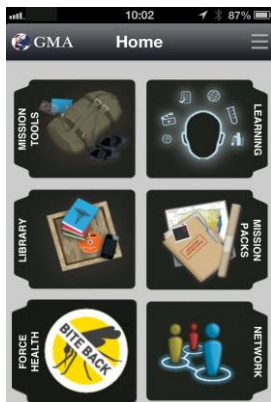 10:02
87%
GMA
Home
MISSION
TOOLS
LEARNING
LIBRARY
MISSION
PACKS
FORCE
HEALTH
BITE BACK
NETWORK